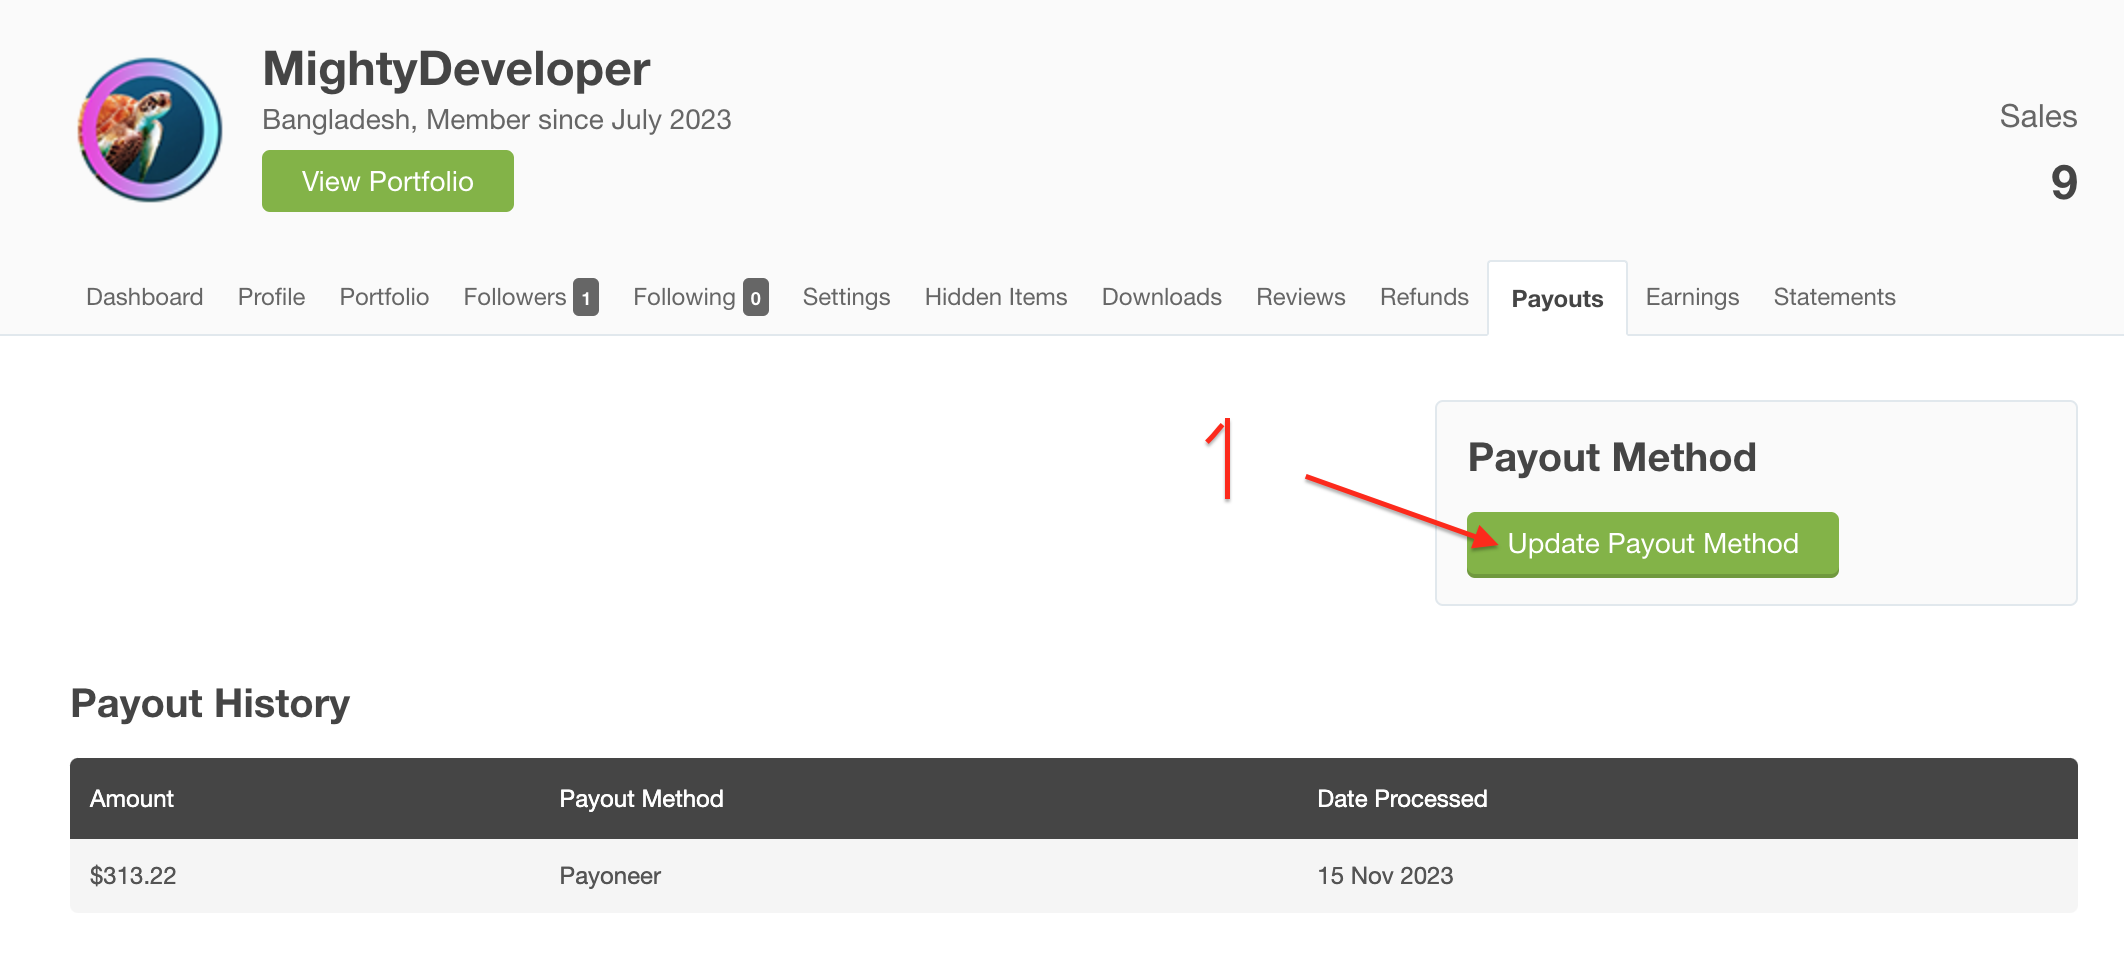 MightyDeveloper
Bangladesh, Member since July 2023
View Portfolio
Sales
9
Dashboard Profile Portfolio Followers 1 Following 0 Settings Hidden Items Downloads Reviews Refunds Payouts Earnings Statements
1
Payout Method
Update Payout Method
Payout History
Amount Payout Method Date Processed
$313.22 Payoneer 15 Nov 2023